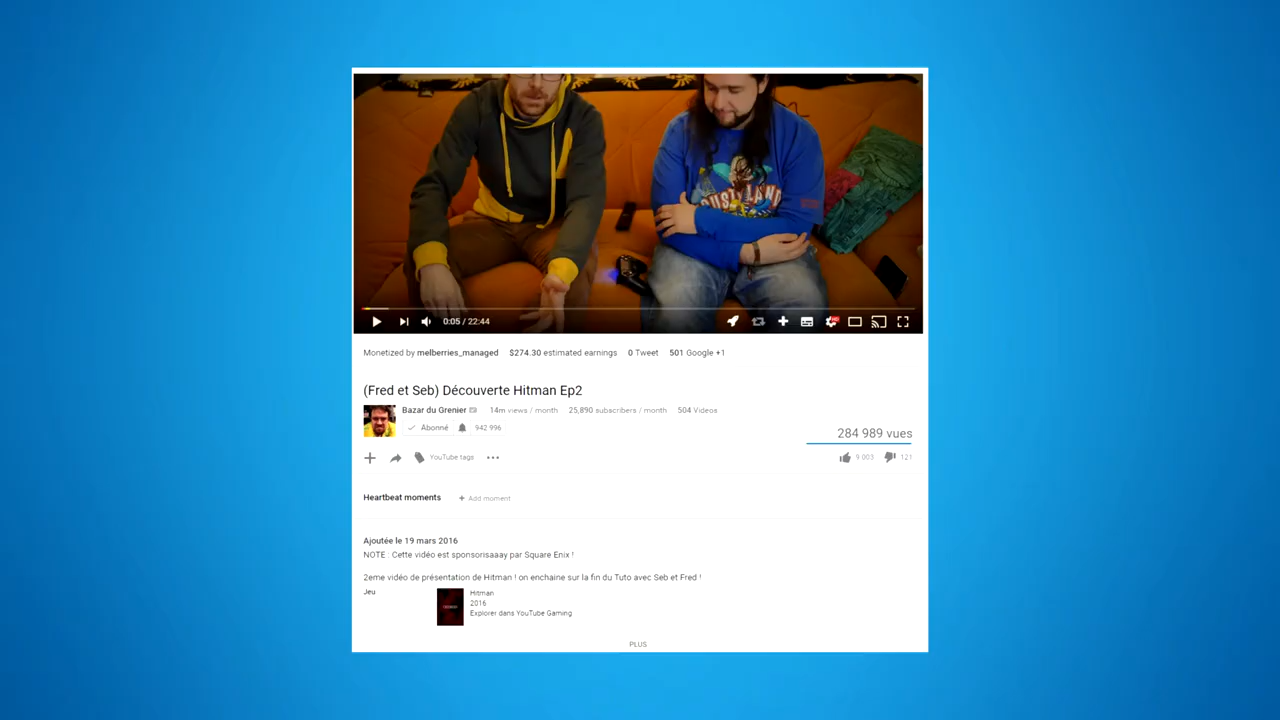 DUSTLAND
0:05 / 22:44
Monetized by melberries_managed $274.30 estimated earnings 0 Tweet 501 Google +1
(Fred et Seb) Découverte Hitman Ep2
Bazar du Grenier 14m views / month 25,890 subscribers / month 504 Videos
Abonné 942 996
284 989 vues
YouTube tags
9 003 121
Heartbeat moments + Add moment
Ajoutée le 19 mars 2016
NOTE : Cette vidéo est sponsorisaaay par Square Enix !
2eme vidéo de présentation de Hitman ! on enchaine sur la fin du Tuto avec Seb et Fred !
Jeu
Hitman
2016
Explorer dans YouTube Gaming
PLUS